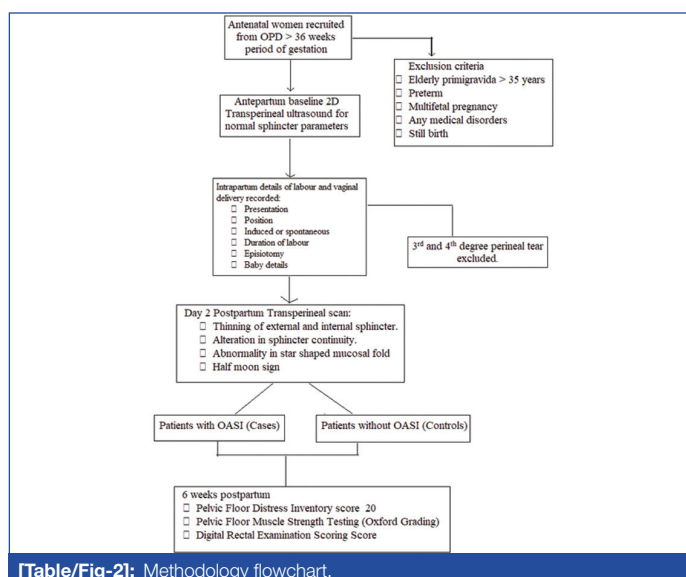 Antenatal women recruited
from OPD > 36 weeks
period of gestation
Exclusion criteria
☐ Elderly primigravida > 35 years
☐ Preterm
☐ Multifetal pregnancy
☐ Any medical disorders
☐ Still birth
Antepartum baseline 2D
Transperineal ultrasound for
normal sphincter parameters
Intrapartum details of labour and vaginal
delivery recorded:
☐ Presentation
☐ Position
☐ Induced or spontaneous
☐ Duration of labour
☐ Episiotomy
☐ Baby details
3rd and 4th degree perineal tear
excluded.
Day 2 Postpartum Transperineal scan:
☐ Thinning of external and internal sphincter.
☐ Alteration in sphincter continuity.
☐ Abnormality in star shaped mucosal fold
☐ Half moon sign
Patients with OASI (Cases)
Patients without OASI (Controls)
6 weeks postpartum
☐ Pelvic Floor Distress Inventory score 20
☐ Pelvic Floor Muscle Strength Testing (Oxford Grading)
☐ Digital Rectal Examination Scoring Score
[Table/Fig-2]: Methodology flowchart.